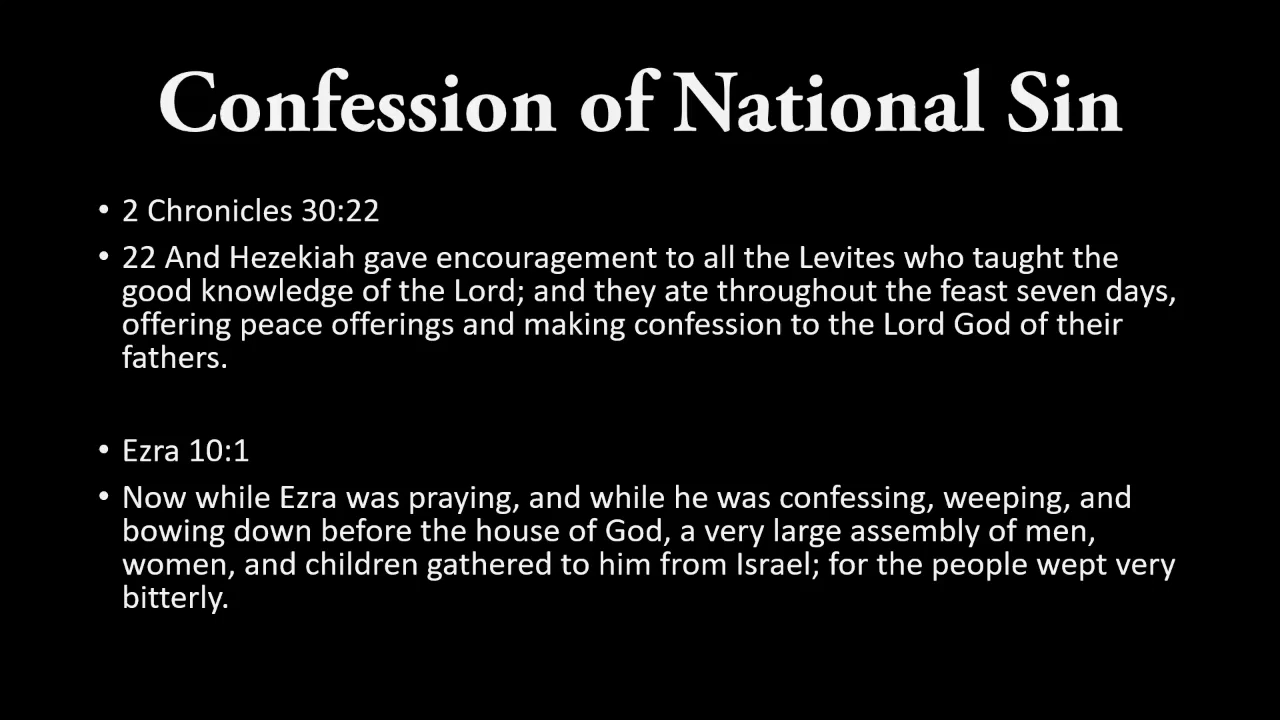 Confession of National Sin
• 2 Chronicles 30:22
• 22 And Hezekiah gave encouragement to all the Levites who taught the
good knowledge of the Lord; and they ate throughout the feast seven days,
offering peace offerings and making confession to the Lord God of their
fathers.
• Ezra 10:1
• Now while Ezra was praying, and while he was confessing, weeping, and
bowing down before the house of God, a very large assembly of men,
women, and children gathered to him from Israel; for the people wept very
bitterly.